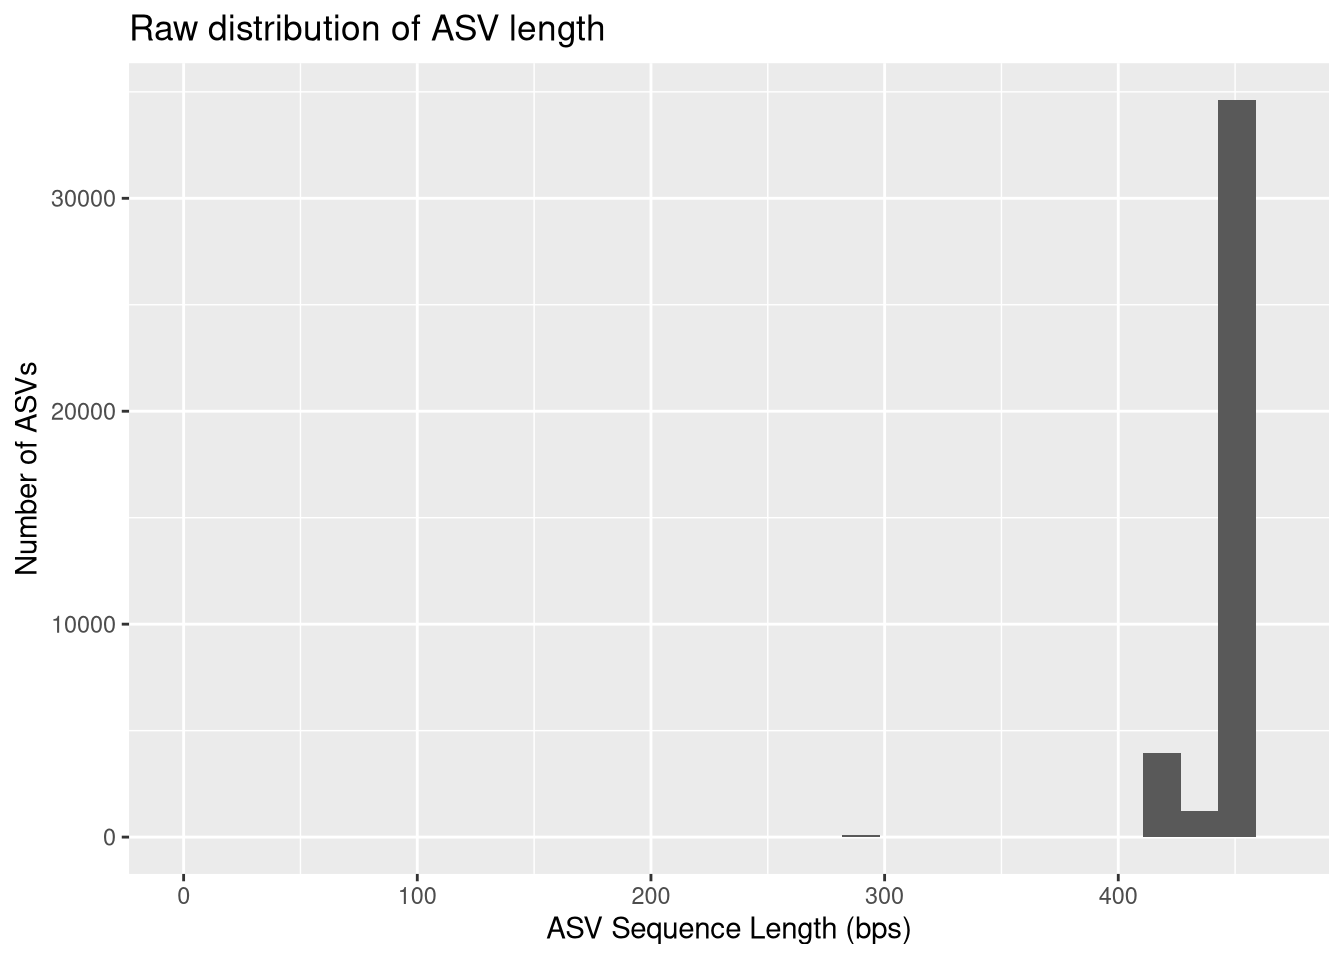 Raw distribution of ASV length
Number of ASVs
30000
20000
10000
0
0 100 200 300 400
ASV Sequence Length (bps)